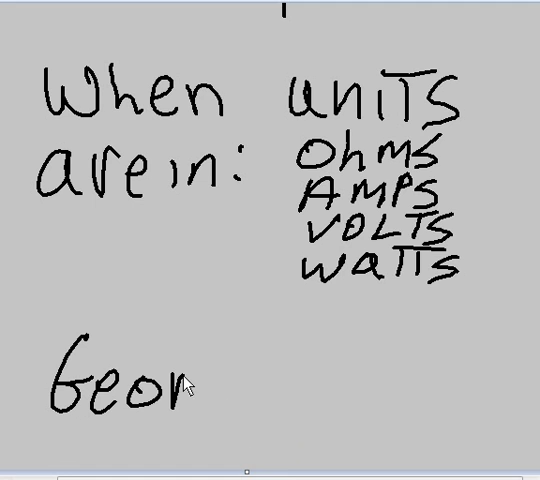 When units
are in: Ohms
AMPS
VOLTS
WaTTS
Geor